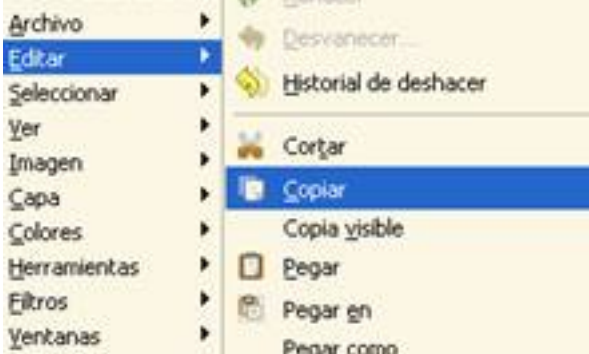 Archivo
Editar
Seleccionar
Ver
Imagen
Capa
Colores
Herramientas
Filtros
Ventanas
Desvanecer...
Historial de deshacer
Cortar
Copiar
Copia visible
Pegar
Pegar en
Pegar como